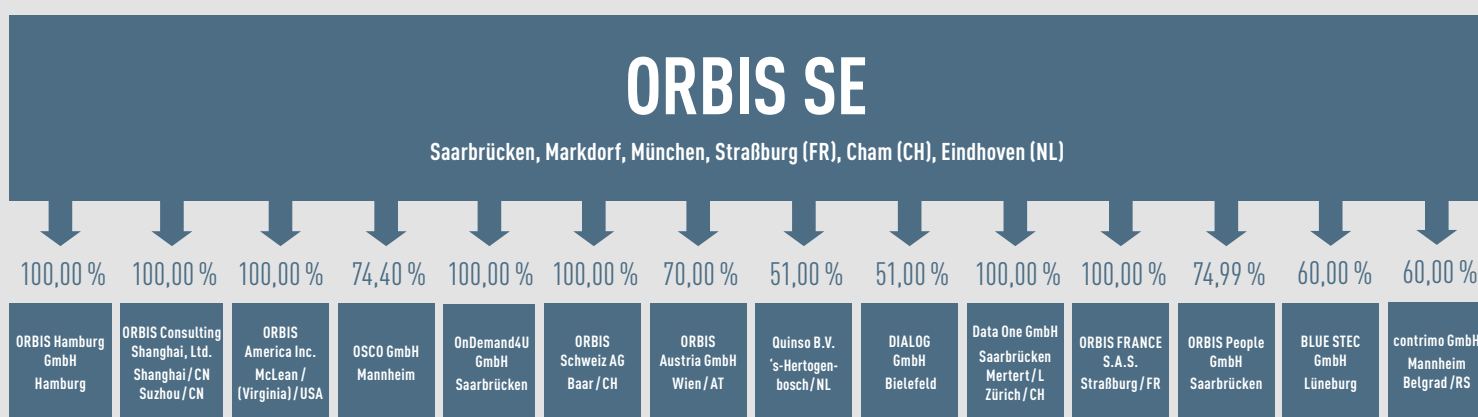 ORBIS SE
Saarbrücken, Markdorf, München, Straßburg (FR), Cham (CH), Eindhoven (NL)
100,00 %
100,00 %
100,00 %
74,40 %
100,00 %
100,00 %
70,00 %
51,00 %
51,00 %
100,00 %
100,00 %
74,99 %
60,00 %
60,00 %
ORBIS Hamburg
GmbH
Hamburg
ORBIS Consulting
Shanghai, Ltd.
Shanghai/CN
Suzhou/CN
ORBIS
America Inc.
McLean /
(Virginia)/USA
OSCO GmbH
Mannheim
OnDemand4U
GmbH
Saarbrücken
ORBIS
Schweiz AG
Baar/CH
ORBIS
Austria GmbH
Wien/AT
Quinso B.V.
's-Hertogen-
bosch/NL
DIALOG
GmbH
Bielefeld
Data One GmbH
Saarbrücken
Mertert/L
Zürich/CH
ORBIS FRANCE
S.A.S.
Straßburg/FR
ORBIS People
GmbH
Saarbrücken
BLUE STEC
GmbH
Lüneburg
contrimo GmbH
Mannheim
Belgrad/RS